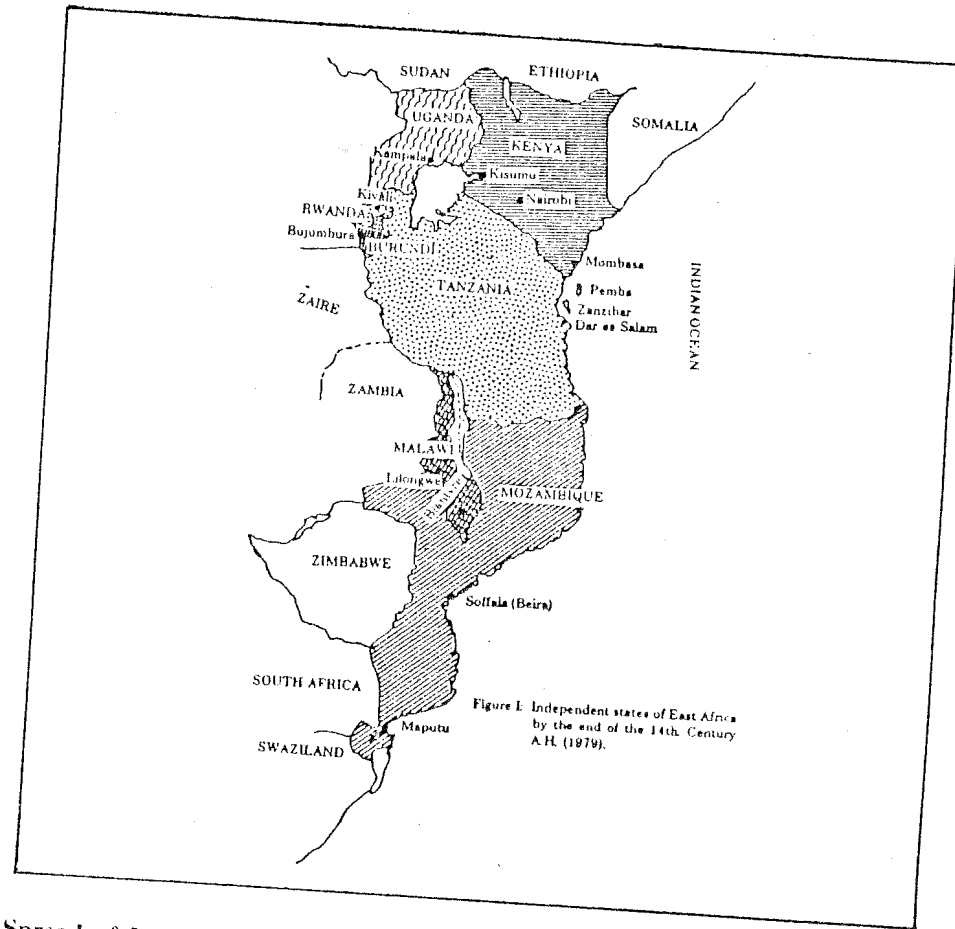 SUDAN
ETHIOPIA
UGANDA
SOMALIA
KENYA
Kampala
Kisumu
Kivali
Nairobi
RWANDA
Bujumbura
BURUNDI
Mombasa
TANZANIA
Pemba
ZAIRE
Zanzibar
Dar es Salam
INDIAN OCEAN
ZAMBIA
MALAWI
Lilongwe
MOZAMBIQUE
ZIMBABWE
Soffala (Beira)
SOUTH AFRICA
Figure I: Independent states of East Africa
by the end of the 14th. Century
A.H. (1979).
Maputu
SWAZILAND